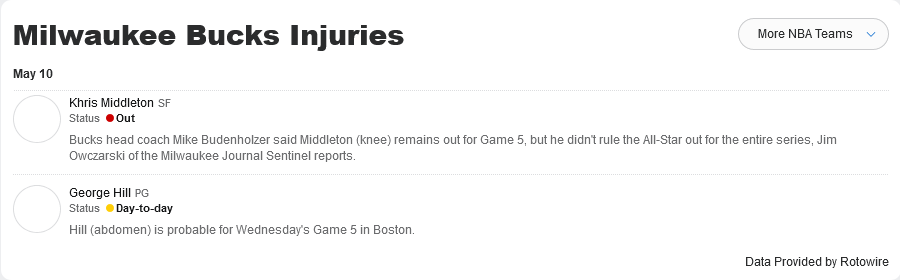 Milwaukee Bucks Injuries
More NBA Teams
May 10
Khris Middleton SF
Status Out
Bucks head coach Mike Budenholzer said Middleton (knee) remains out for Game 5, but he didn't rule the All-Star out for the entire series, Jim
Owczarski of the Milwaukee Journal Sentinel reports.
George Hill PG
Status Day-to-day
Hill (abdomen) is probable for Wednesday's Game 5 in Boston.
Data Provided by Rotowire